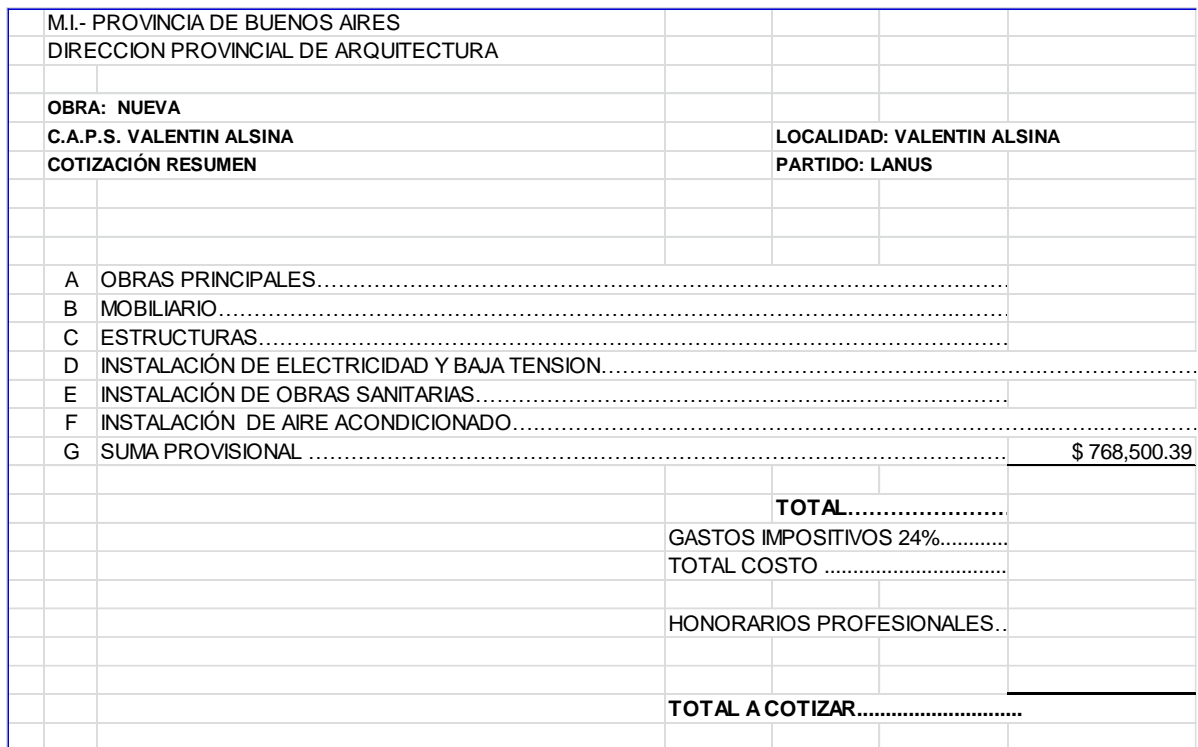 M.I.- PROVINCIA DE BUENOS AIRES
DIRECCION PROVINCIAL DE ARQUITECTURA
OBRA: NUEVA
C.A.P.S. VALENTIN ALSINA LOCALIDAD: VALENTIN ALSINA
COTIZACIÓN RESUMEN PARTIDO: LANUS
A OBRAS PRINCIPALES……………………………………………………………………………………
B MOBILIARIO……………………………………………………………………………………….……
C ESTRUCTURAS……………………………………………………………………………………………
D INSTALACIÓN DE ELECTRICIDAD Y BAJA TENSION……………………………………………………….………………
E INSTALACIÓN DE OBRAS SANITARIAS……………………………………………..…………………
F INSTALACIÓN DE AIRE ACONDICIONADO……………………………………………………………...………………
G SUMA PROVISIONAL ………………………………………………………………………………… $ 768,500.39
TOTAL…………………
GASTOS IMPOSITIVOS 24%............
TOTAL COSTO ................................
HONORARIOS PROFESIONALES…
TOTAL A COTIZAR.............................